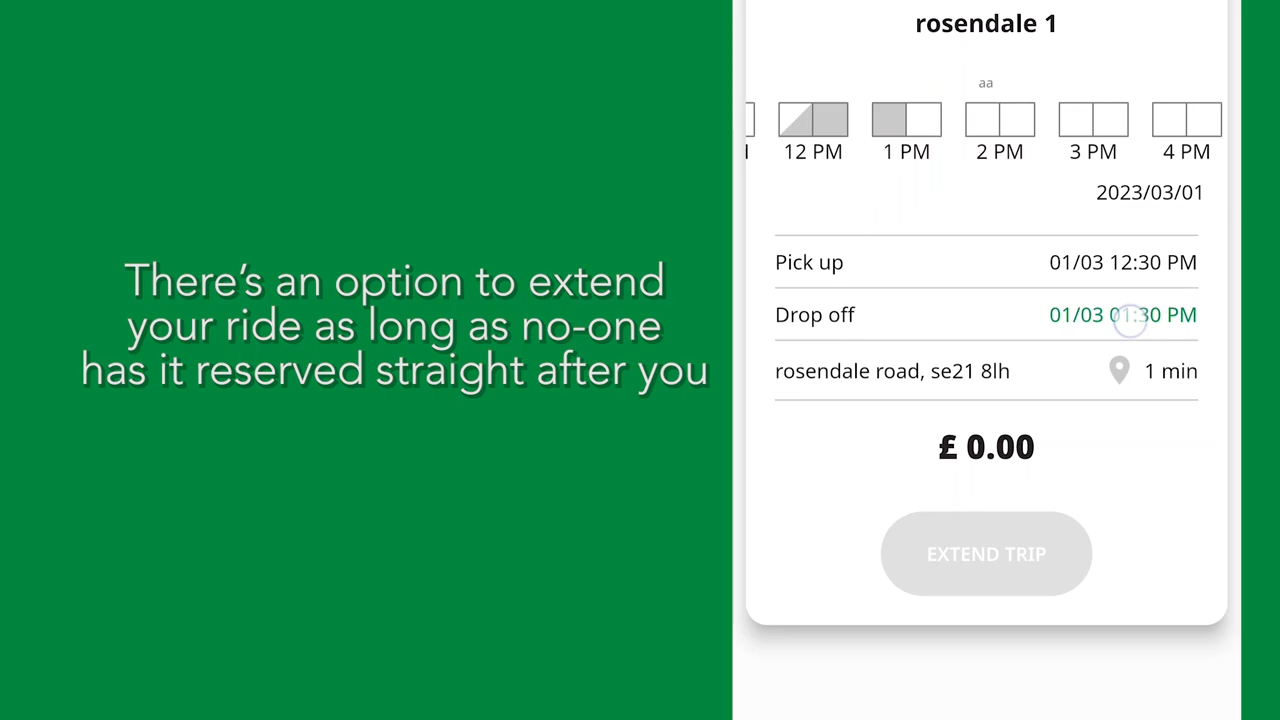 There's an option to extend
your ride as long as no-one
has it reserved straight after you
rosendale 1
aa
12 PM 1 PM 2 PM 3 PM 4 PM
2023/03/01
Pick up 01/03 12:30 PM
Drop off 01/03 01:30 PM
rosendale road, se21 8lh 1 min
£ 0.00
EXTEND TRIP